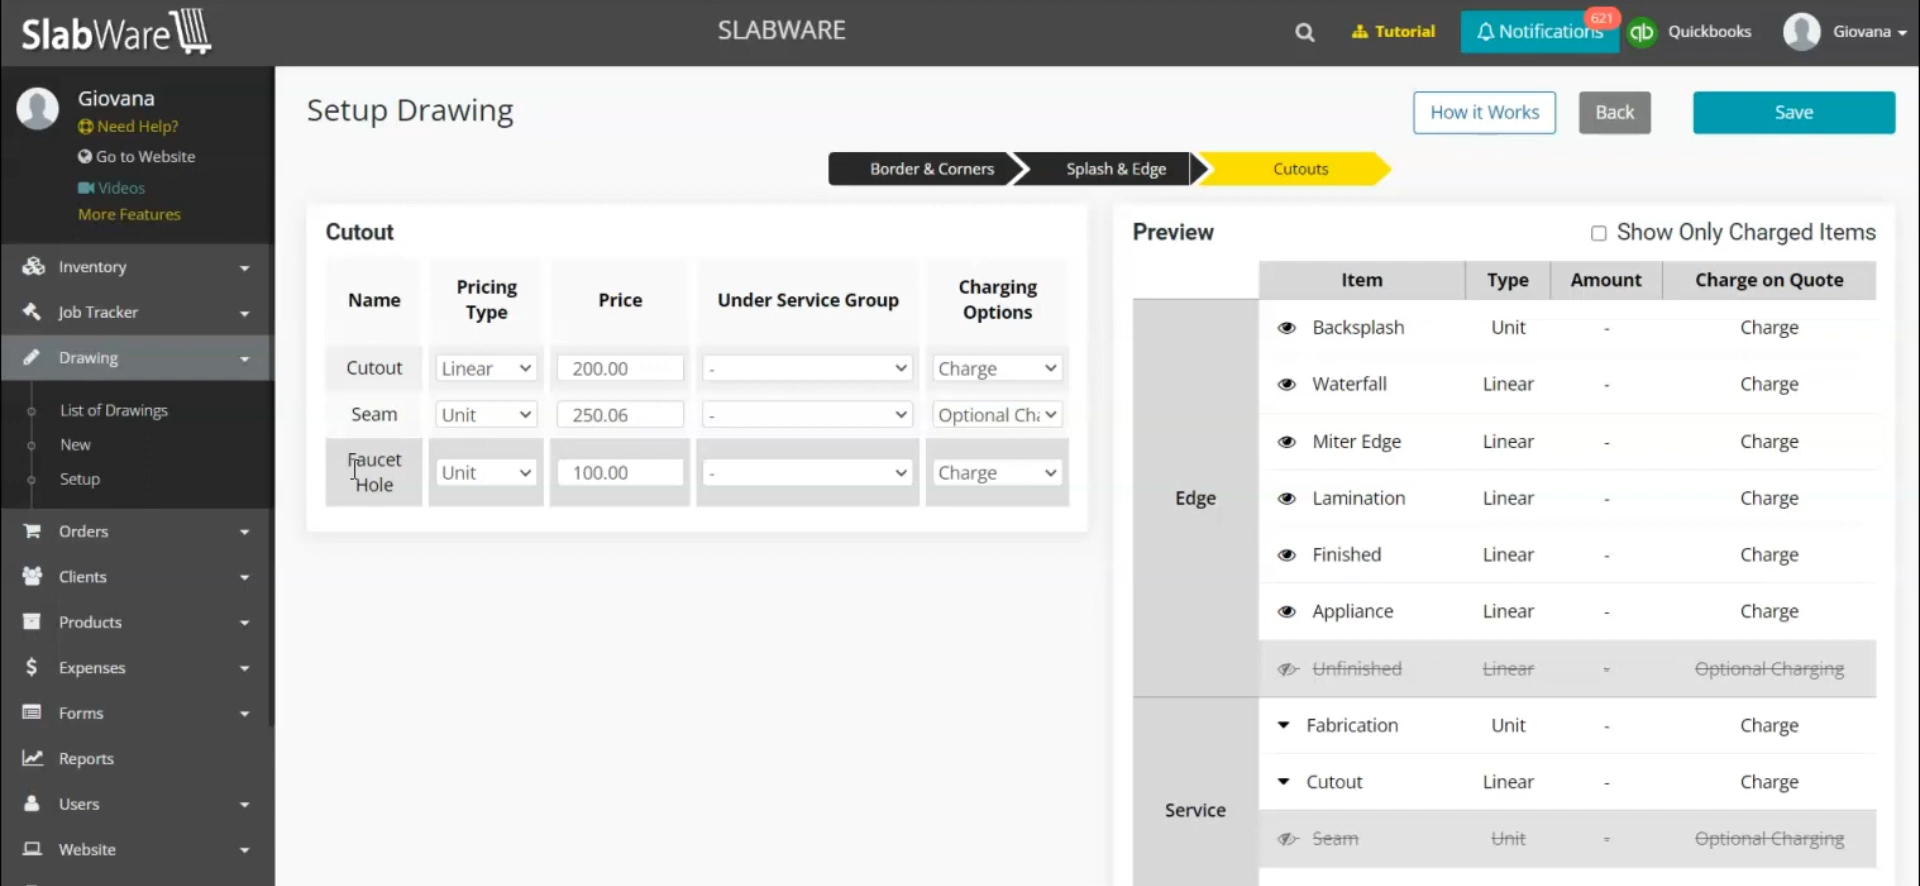 SlabWare
SLABWARE
Tutorial
Notifications
621
qb
Quickbooks
Giovana
Giovana
Need Help?
Go to Website
Videos
More Features
Inventory
Job Tracker
Drawing
List of Drawings
New
Setup
Orders
Clients
Products
Expenses
Forms
Reports
Users
Website
Setup Drawing
How it Works
Back
Save
Border & Corners
Splash & Edge
Cutouts
Cutout
Name
Pricing
Type
Price
Under Service Group
Charging
Options
Cutout
Linear
200.00
-
Charge
Seam
Unit
250.06
-
Optional Cha
Faucet
Hole
Unit
100.00
-
Charge
Preview
Show Only Charged Items
Item Type Amount Charge on Quote
Edge
Backsplash Unit - Charge
Waterfall Linear - Charge
Miter Edge Linear - Charge
Lamination Linear - Charge
Finished Linear - Charge
Appliance Linear - Charge
Unfinished Linear - Optional Charging
Service
Fabrication Unit - Charge
Cutout Linear - Charge
Seam Unit - Optional Charging